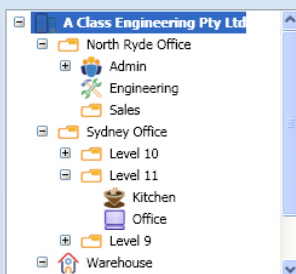 A Class Engineering Pty Ltd
North Ryde Office
Admin
Engineering
Sales
Sydney Office
Level 10
Level 11
Kitchen
Office
Level 9
Warehouse